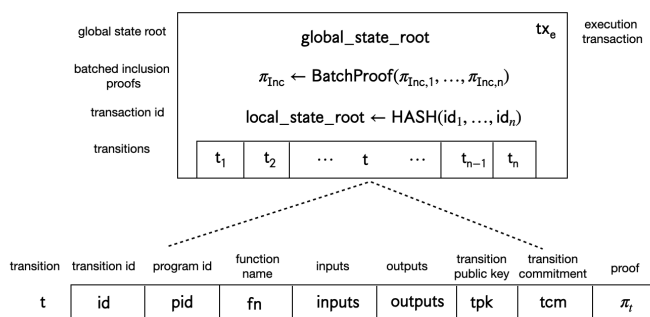 global state root
global_state_root
tx_e
execution
transaction
batched inclusion
proofs
π_Inc ← BatchProof(π_Inc,1, …, π_Inc,n)
transaction id
local_state_root ← HASH(id_1, …, id_n)
transitions
t_1 t_2 ⋯ t ⋯ t_n−1 t_n
transition transition id program id function
name inputs outputs transition
public key transition
commitment proof
t id pid fn inputs outputs tpk tcm π_t